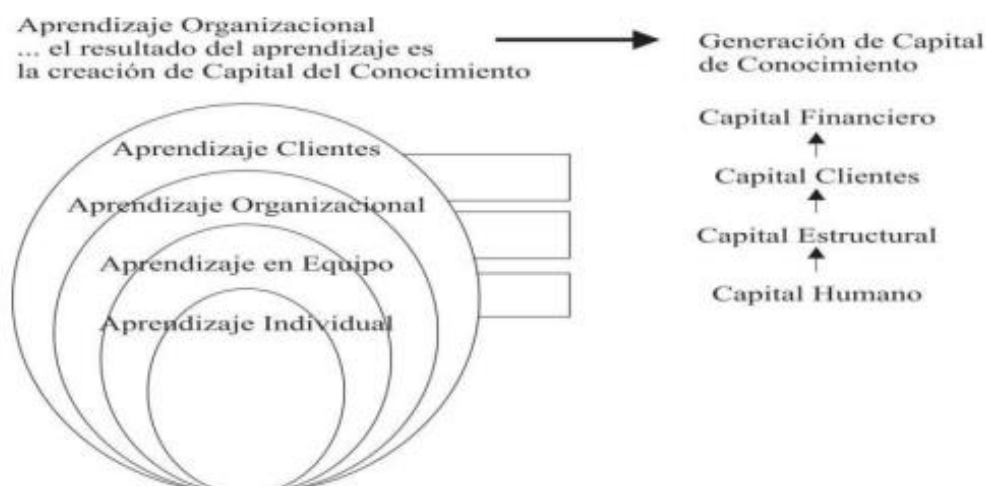 Aprendizaje Organizacional
... el resultado del aprendizaje es
la creación de Capital del Conocimiento
Generación de Capital
de Conocimiento
Aprendizaje Clientes
Aprendizaje Organizacional
Aprendizaje en Equipo
Aprendizaje Individual
Capital Financiero
Capital Clientes
Capital Estructural
Capital Humano